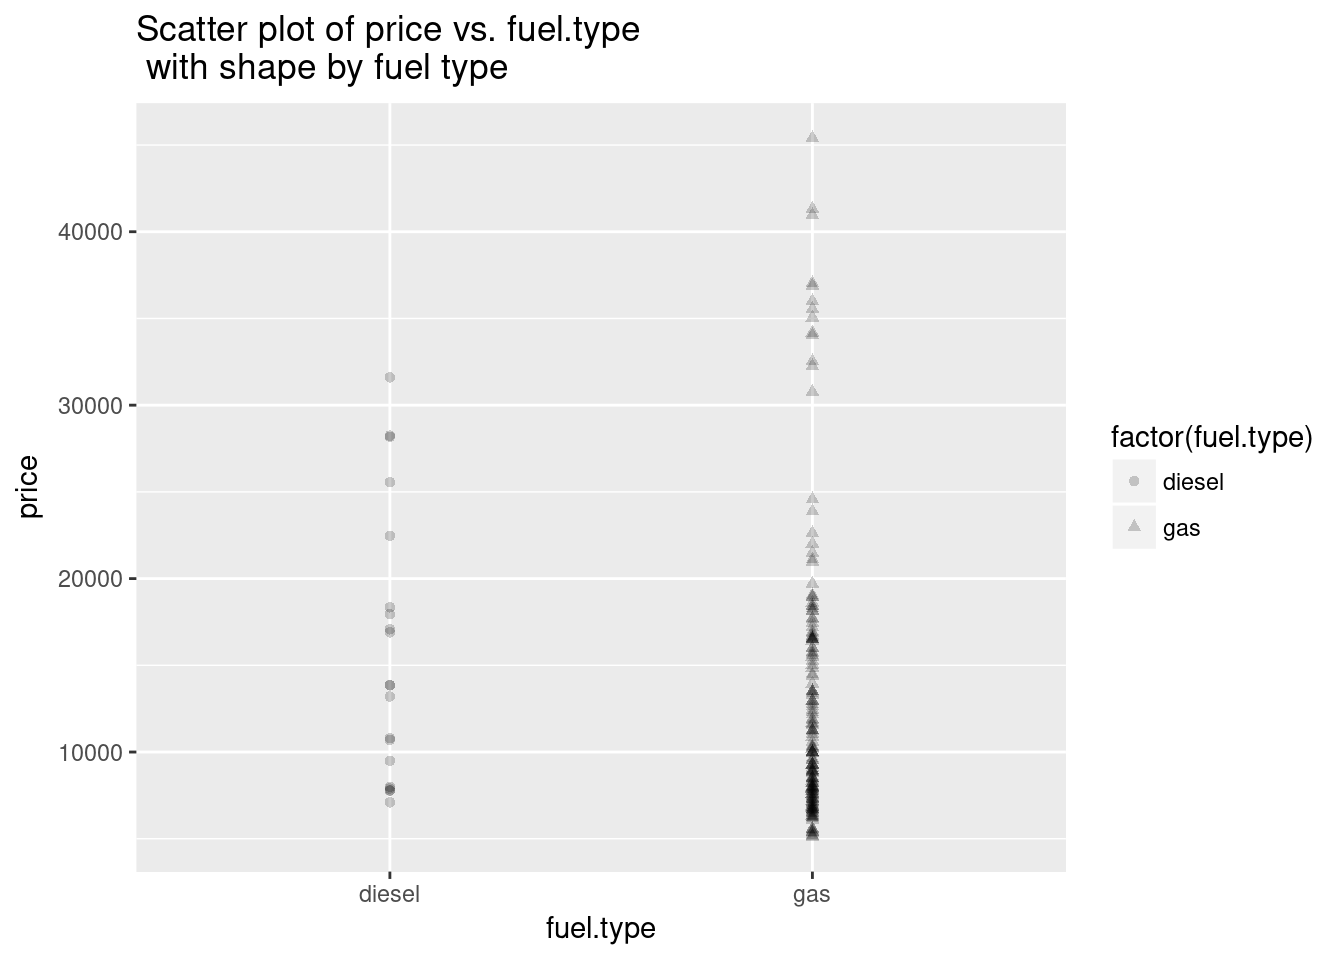 Scatter plot of price vs. fuel.type
with shape by fuel type
40000
30000
20000
10000
price
diesel
gas
fuel.type
factor(fuel.type)
diesel
gas